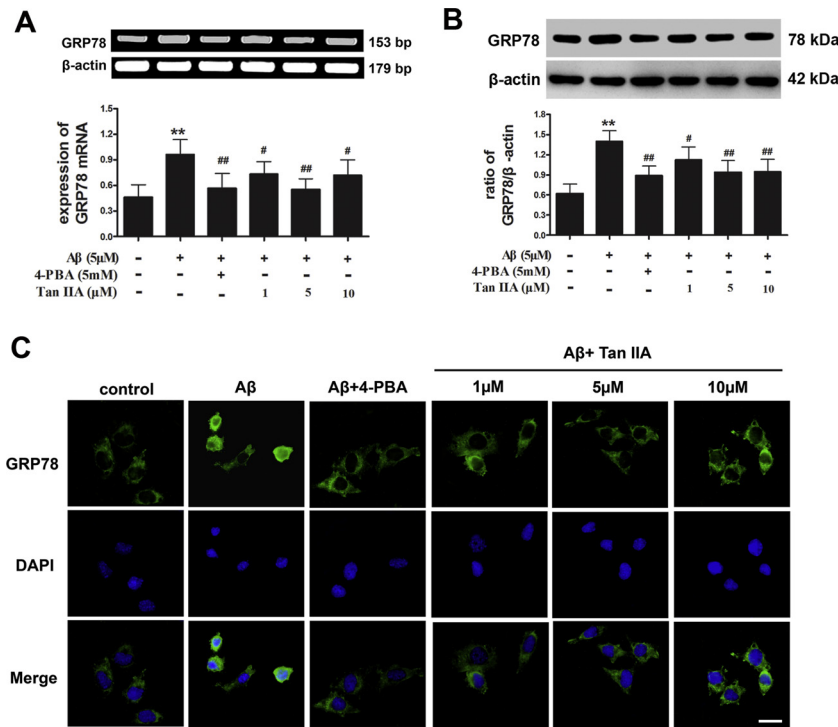 A
GRP78
153 bp
β-actin
179 bp
expression of
GRP78 mRNA
1.5
1.2
0.9
0.6
0.3
0.0
**
##
#
##
#
Aβ (5μM) - + + + + +
4-PBA (5mM) - - + - - -
Tan IIA (μM) - - - 1 5 10
B
GRP78
78 kDa
β-actin
42 kDa
ratio of
GRP78/β -actin
1.8
1.5
1.2
0.9
0.6
0.3
0.0
**
##
#
##
##
Aβ (5μM) - + + + + +
4-PBA (5mM) - - + - - -
Tan IIA (μM) - - - 1 5 10
C
Aβ+ Tan IIA
control Aβ Aβ+4-PBA 1μM 5μM 10μM
GRP78
DAPI
Merge